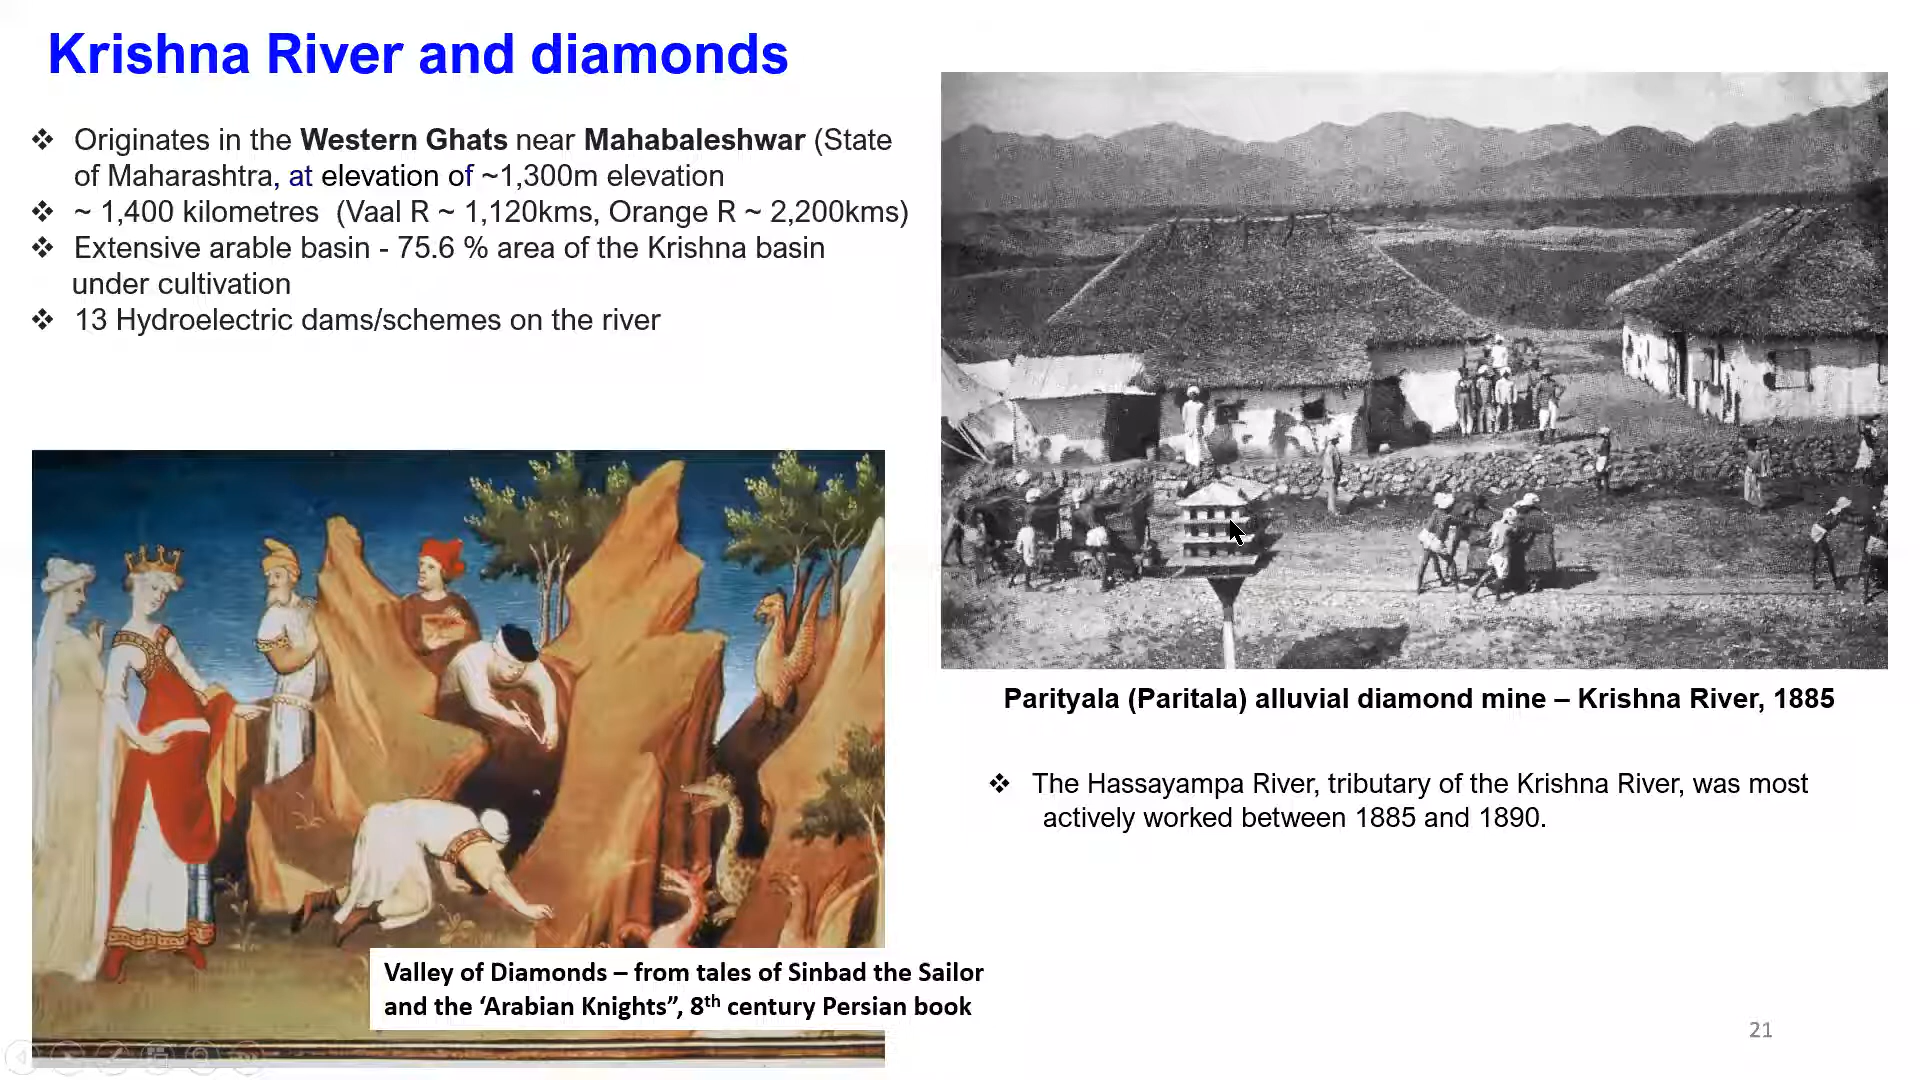 Krishna River and diamonds
❖ Originates in the Western Ghats near Mahabaleshwar (State
of Maharashtra, at elevation of ~1,300m elevation
❖ ~ 1,400 kilometres (Vaal R ~ 1,120kms, Orange R ~ 2,200kms)
❖ Extensive arable basin - 75.6 % area of the Krishna basin
under cultivation
❖ 13 Hydroelectric dams/schemes on the river
Valley of Diamonds – from tales of Sinbad the Sailor
and the ‘Arabian Knights”, 8th century Persian book
Parityala (Paritala) alluvial diamond mine – Krishna River, 1885
❖ The Hassayampa River, tributary of the Krishna River, was most
actively worked between 1885 and 1890.
21